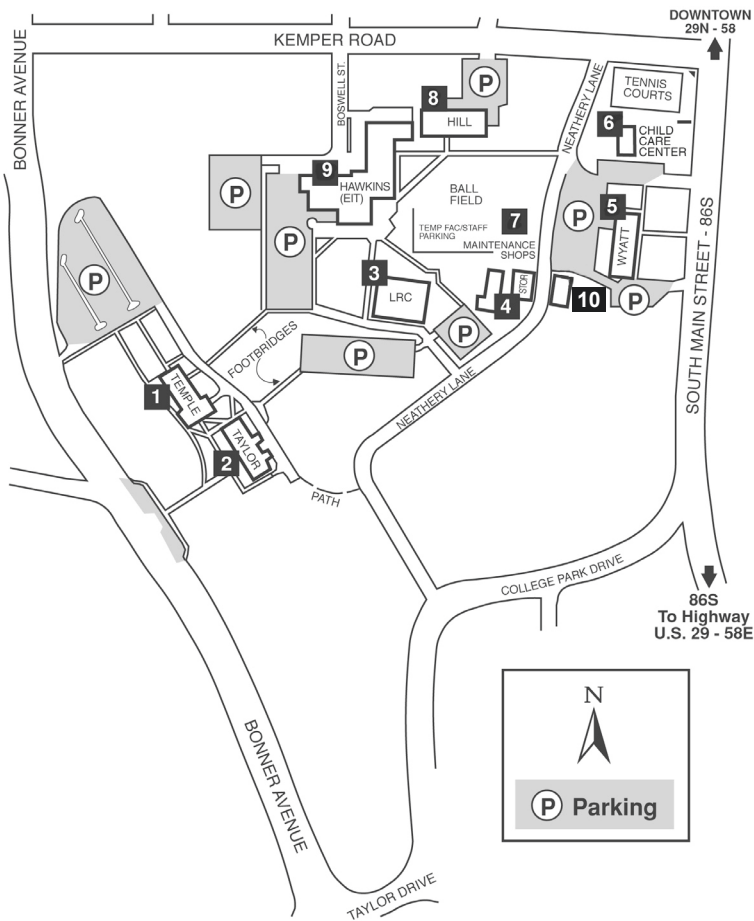 DOWNTOWN
29N - 58
KEMPER ROAD
BONNER AVENUE
BOSWELL ST.
NEATHERY LANE
P
TENNIS
COURTS
8
HILL
6
CHILD
CARE
CENTER
9
HAWKINS
(EIT)
P
P
BALL
FIELD
7
TEMP FAC/STAFF
PARKING
MAINTENANCE
SHOPS
P
5
WYATT
SOUTH MAIN STREET - 86S
P
3
LRC
4
STOR
10
P
P
FOOTBRIDGES
P
NEATHERY LANE
1
TEMPLE
2
TAYLOR
PATH
COLLEGE PARK DRIVE
86S
To Highway
U.S. 29 - 58E
N
P Parking
BONNER AVENUE
TAYLOR DRIVE